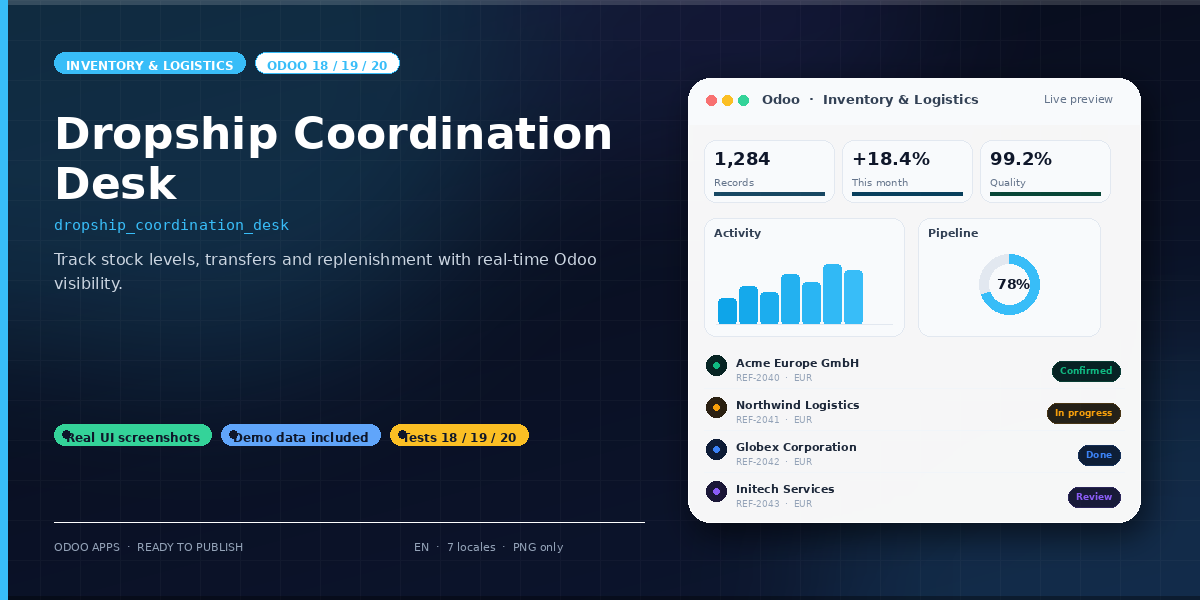 INVENTORY & LOGISTICS
ODOO 18 / 19 / 20
Dropship Coordination
Desk
dropship_coordination_desk
Track stock levels, transfers and replenishment with real-time Odoo
visibility.
Real UI screenshots
Demo data included
Tests 18 / 19 / 20
ODOO APPS · READY TO PUBLISH
EN · 7 locales · PNG only
Odoo · Inventory & Logistics
Live preview
1,284
Records
+18.4%
This month
99.2%
Quality
Activity
Pipeline
78%
Acme Europe GmbH
REF-2040 · EUR
Confirmed
Northwind Logistics
REF-2041 · EUR
In progress
Globex Corporation
REF-2042 · EUR
Done
Initech Services
REF-2043 · EUR
Review